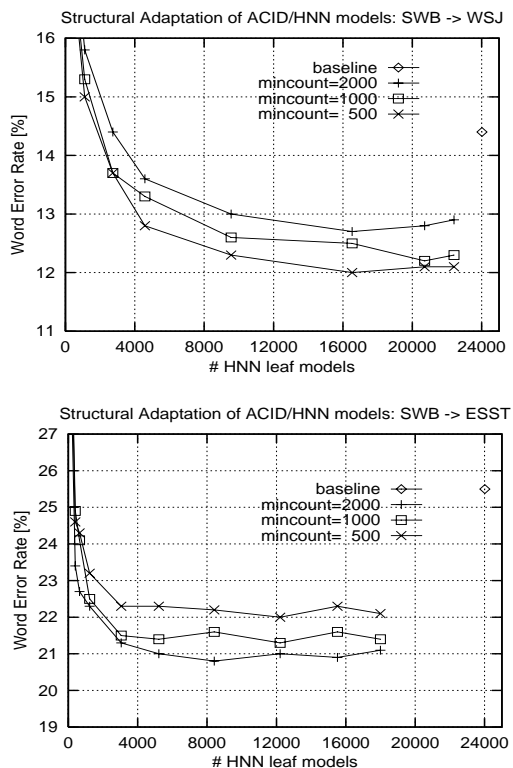 Structural Adaptation of ACID/HNN models: SWB -> WSJ
16
15
14
13
12
11
Word Error Rate [%]
baseline
mincount=2000
mincount=1000
mincount= 500
0 4000 8000 12000 16000 20000 24000
# HNN leaf models
Structural Adaptation of ACID/HNN models: SWB -> ESST
27
26
25
24
23
22
21
20
19
Word Error Rate [%]
baseline
mincount=2000
mincount=1000
mincount= 500
0 4000 8000 12000 16000 20000 24000
# HNN leaf models